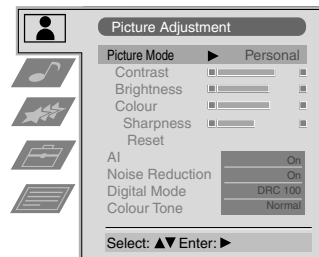 Picture Adjustment
Picture Mode ▶ Personal
Contrast
Brightness
Colour
Sharpness
Reset
AI On
Noise Reduction On
Digital Mode DRC 100
Colour Tone Normal
Select: ▲▼ Enter: ▶